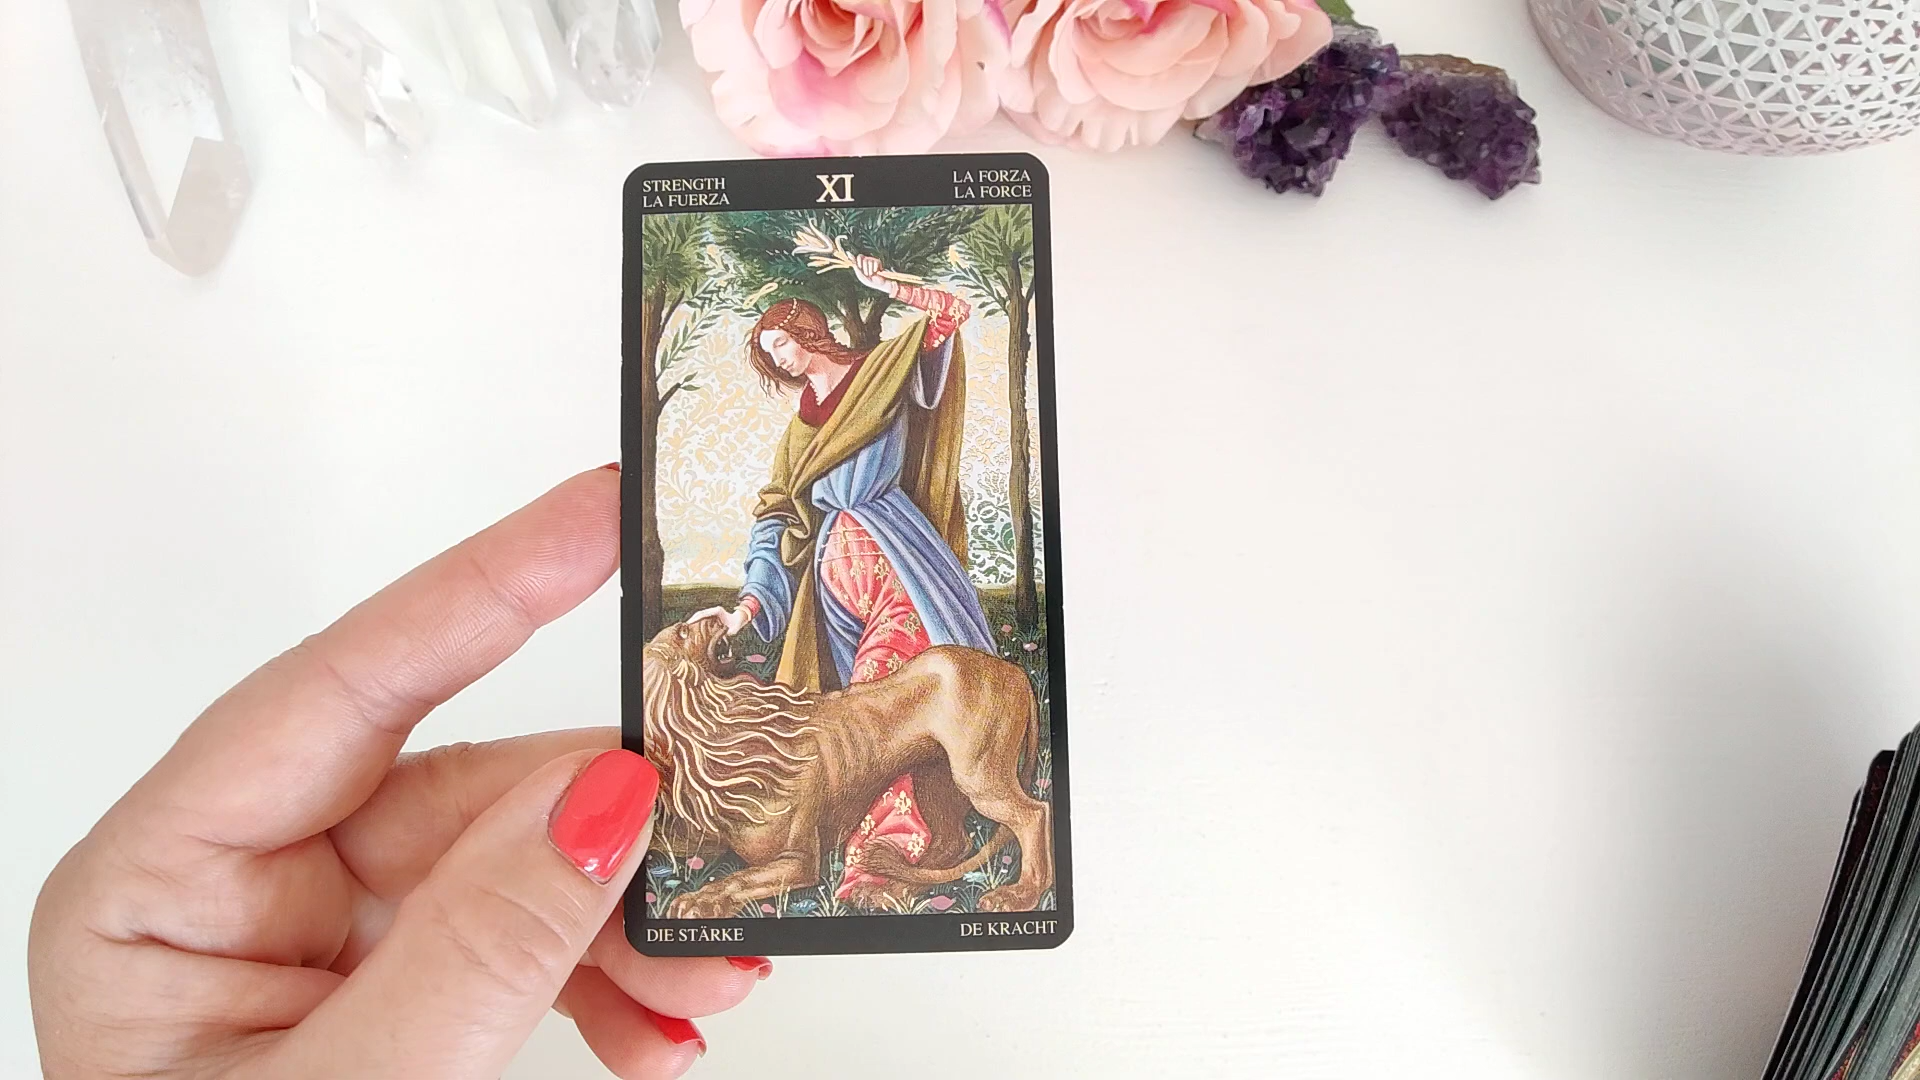 STRENGTH
LA FUERZA
XI
LA FORZA
LA FORCE
DIE STÄRKE
DE KRACHT